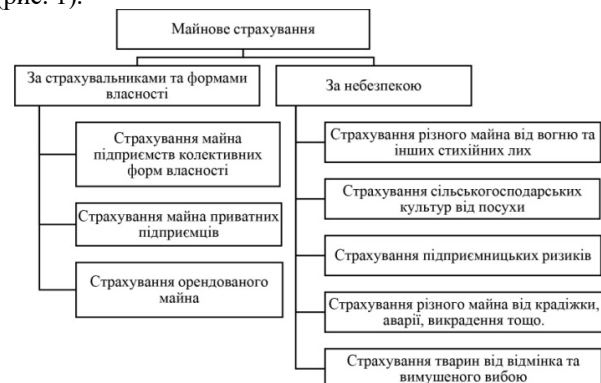 (рис. 1).
Майнове страхування
За страхувальниками та формами
власності
Страхування майна
підприємств колективних
форм власності
Страхування майна приватних
підприємців
Страхування орендованого
майна
За небезпекою
Страхування різного майна від вогню та
інших стихійних лих
Страхування сільськогосподарських
культур від посухи
Страхування підприємницьких ризиків
Страхування різного майна від крадіжки,
аварії, викрадення тощо.
Страхування тварин від відмінка та
вимушеного вибою